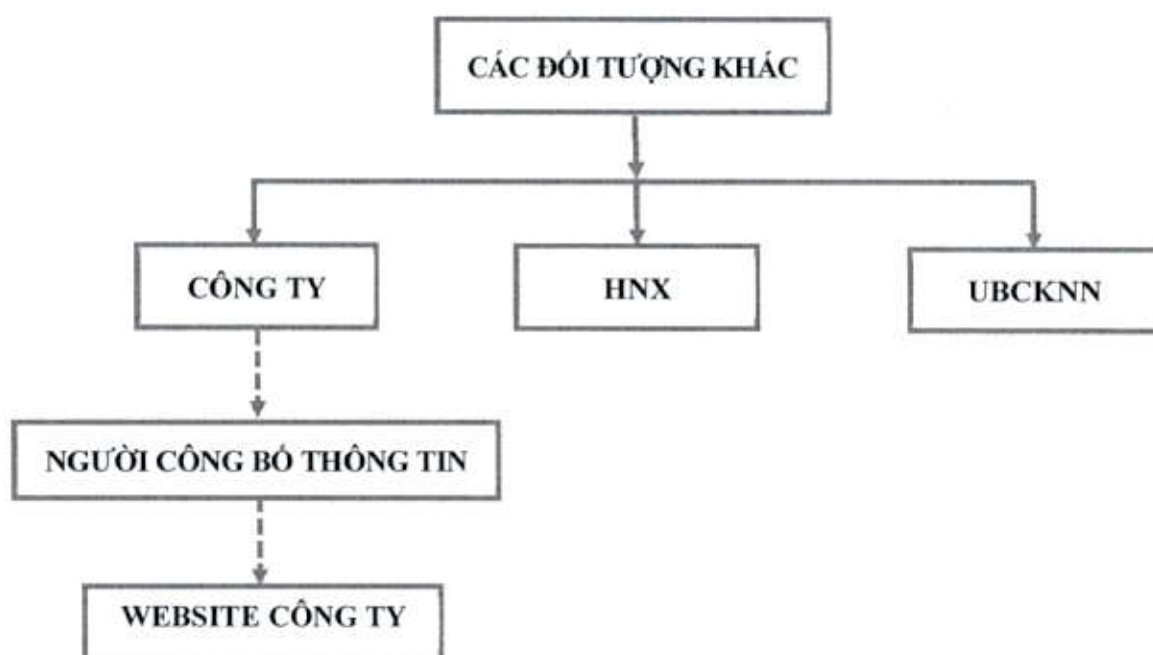 CÁC ĐỐI TƯỢNG KHÁC
CÔNG TY
HNX
UBCKNN
NGƯỜI CÔNG BỐ THÔNG TIN
WEBSITE CÔNG TY